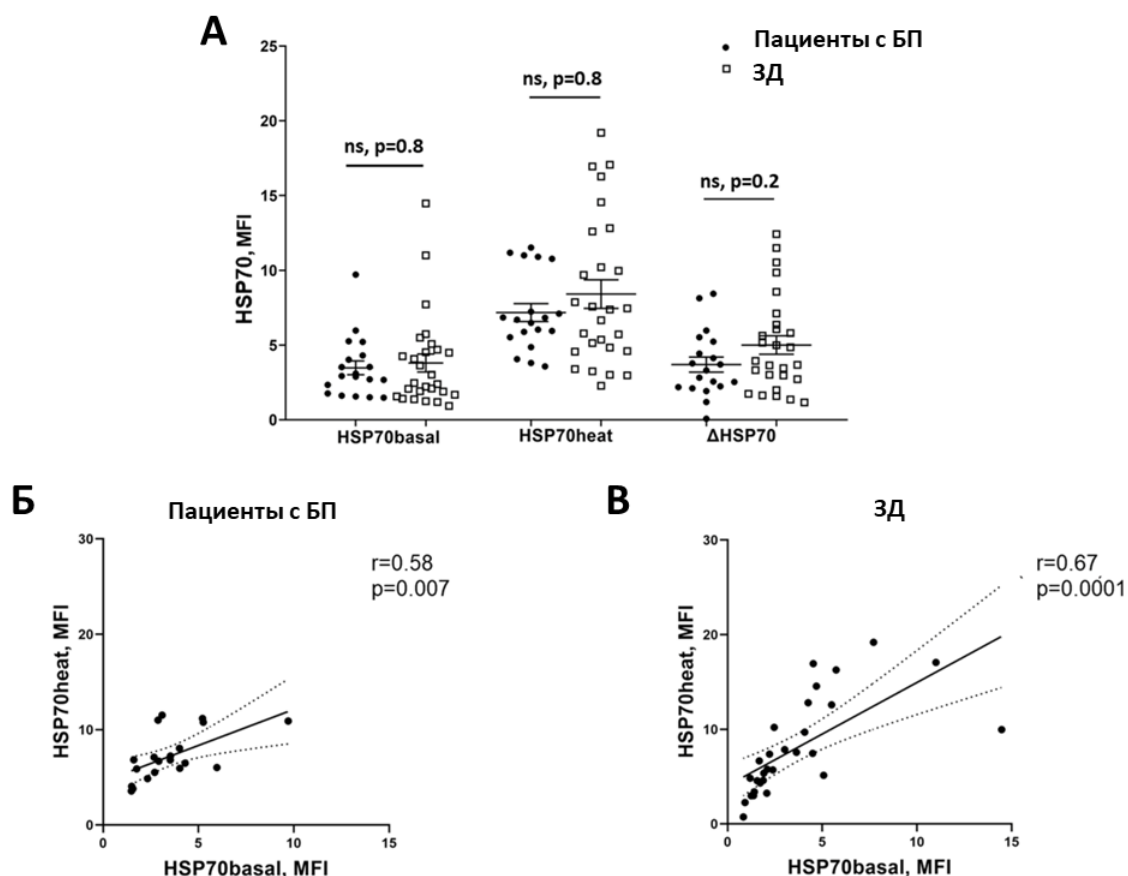 А
Пациенты с БП
ЗД
25
20
15
10
5
0
HSP70, MFI
ns, p=0.8
ns, p=0.8
ns, p=0.2
HSP70basal
HSP70heat
ΔHSP70
Б
Пациенты с БП
r=0.58
p=0.007
30
20
10
0
HSP70heat, MFI
0
5
10
15
HSP70basal, MFI
В
ЗД
r=0.67
p=0.0001
30
20
10
0
HSP70heat, MFI
0
5
10
15
HSP70basal, MFI